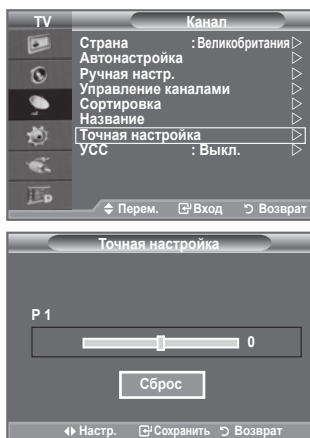 TV Канал
Страна : Великобритания
Автонастройка
Ручная настр.
Управление каналами
Сортировка
Название
Точная настройка
УСС : Выкл.
Перем. Вход Возврат
Точная настройка
P 1
0
Сброс
Настр. Сохранить Возврат